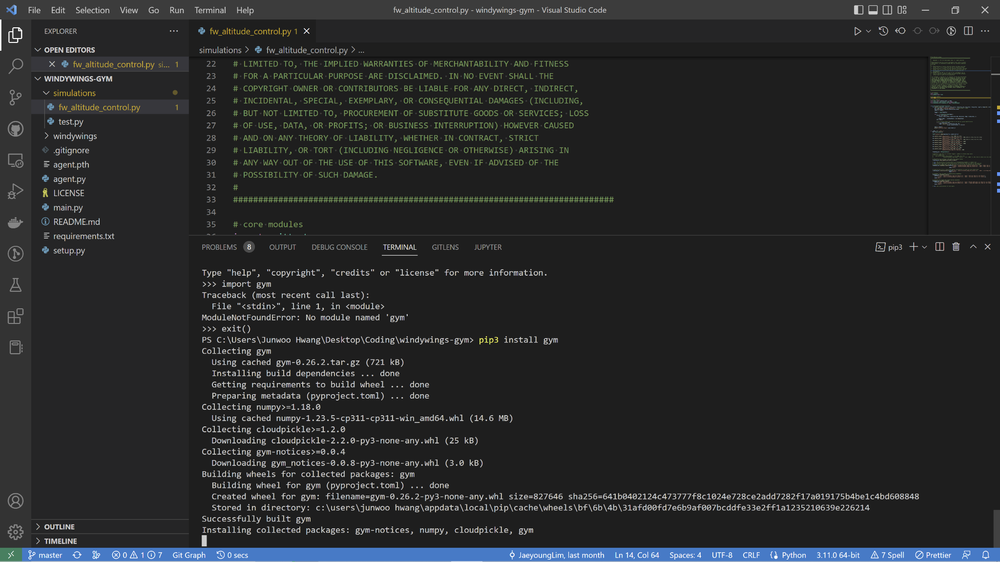 File Edit Selection View Go Run Terminal Help
fw_altitude_control.py - windywings-gym - Visual Studio Code
EXPLORER
OPEN EDITORS
fw_altitude_control.py si... 1
WINDYWINGS-GYM
simulations
fw_altitude_control.py 1
test.py
windywings
.gitignore
agent.pth
agent.py
LICENSE
main.py
README.md
requirements.txt
setup.py
OUTLINE
TIMELINE
fw_altitude_control.py 1
simulations > fw_altitude_control.py > ...
22 # LIMITED TO, THE IMPLIED WARRANTIES OF MERCHANTABILITY AND FITNESS
23 # FOR A PARTICULAR PURPOSE ARE DISCLAIMED. IN NO EVENT SHALL THE
24 # COPYRIGHT OWNER OR CONTRIBUTORS BE LIABLE FOR ANY DIRECT, INDIRECT,
25 # INCIDENTAL, SPECIAL, EXEMPLARY, OR CONSEQUENTIAL DAMAGES (INCLUDING,
26 # BUT NOT LIMITED TO, PROCUREMENT OF SUBSTITUTE GOODS OR SERVICES; LOSS
27 # OF USE, DATA, OR PROFITS; OR BUSINESS INTERRUPTION) HOWEVER CAUSED
28 # AND ON ANY THEORY OF LIABILITY, WHETHER IN CONTRACT, STRICT
29 # LIABILITY, OR TORT (INCLUDING NEGLIGENCE OR OTHERWISE) ARISING IN
30 # ANY WAY OUT OF THE USE OF THIS SOFTWARE, EVEN IF ADVISED OF THE
31 # POSSIBILITY OF SUCH DAMAGE.
32 #
33 #############################################################################
34
35 # core modules
PROBLEMS 8 OUTPUT DEBUG CONSOLE TERMINAL GITLENS JUPYTER
pip3
Type "help", "copyright", "credits" or "license" for more information.
>>> import gym
Traceback (most recent call last):
  File "<stdin>", line 1, in <module>
ModuleNotFoundError: No module named 'gym'
>>> exit()
PS C:\Users\Junwoo Hwang\Desktop\Coding\windywings-gym> pip3 install gym
Collecting gym
  Using cached gym-0.26.2.tar.gz (721 kB)
  Installing build dependencies ... done
  Getting requirements to build wheel ... done
  Preparing metadata (pyproject.toml) ... done
Collecting numpy>=1.18.0
  Using cached numpy-1.23.5-cp311-cp311-win_amd64.whl (14.6 MB)
Collecting cloudpickle>=1.2.0
  Downloading cloudpickle-2.2.0-py3-none-any.whl (25 kB)
Collecting gym-notices>=0.0.4
  Downloading gym_notices-0.0.8-py3-none-any.whl (3.0 kB)
Building wheels for collected packages: gym
  Building wheel for gym (pyproject.toml) ... done
  Created wheel for gym: filename=gym-0.26.2-py3-none-any.whl size=827646 sha256=641b0402124c473777f8c1024e728ce2add7282f17a019175b4be1c4bd608848
  Stored in directory: c:\users\junwoo hwang\appdata\local\pip\cache\wheels\bf\6b\4b\31afd00fd7e6b9af007bcddfe33e2ff1a1235210639e226214
Successfully built gym
Installing collected packages: gym-notices, numpy, cloudpickle, gym
master 0 1 7 Git Graph 0 secs JaeyoungLim, last month Ln 14, Col 64 Spaces: 4 UTF-8 CRLF Python 3.11.0 64-bit 7 Spell Prettier